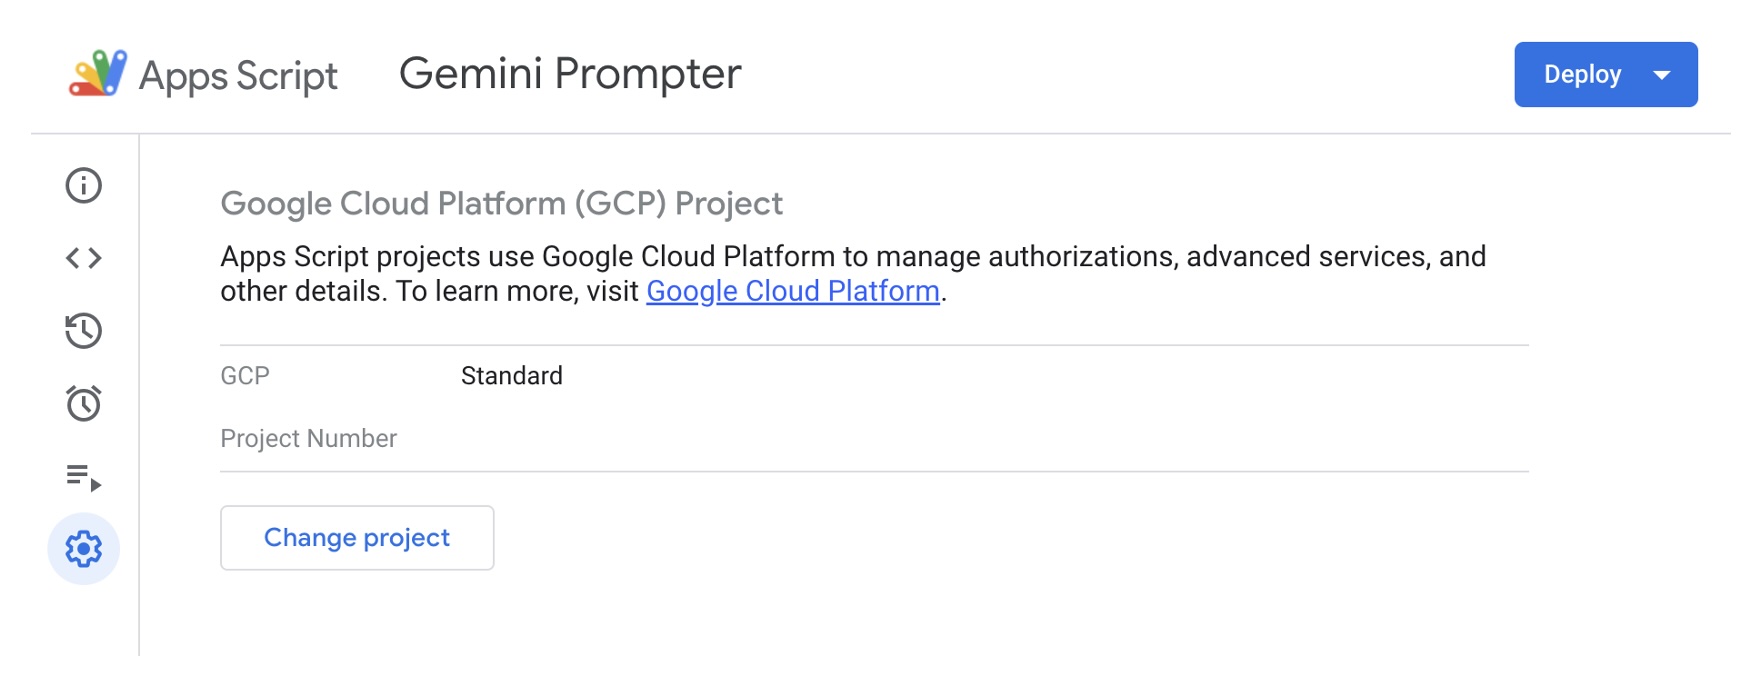 Apps Script
Gemini Prompter
Deploy
Google Cloud Platform (GCP) Project
Apps Script projects use Google Cloud Platform to manage authorizations, advanced services, and
other details. To learn more, visit Google Cloud Platform.
GCP Standard
Project Number
Change project